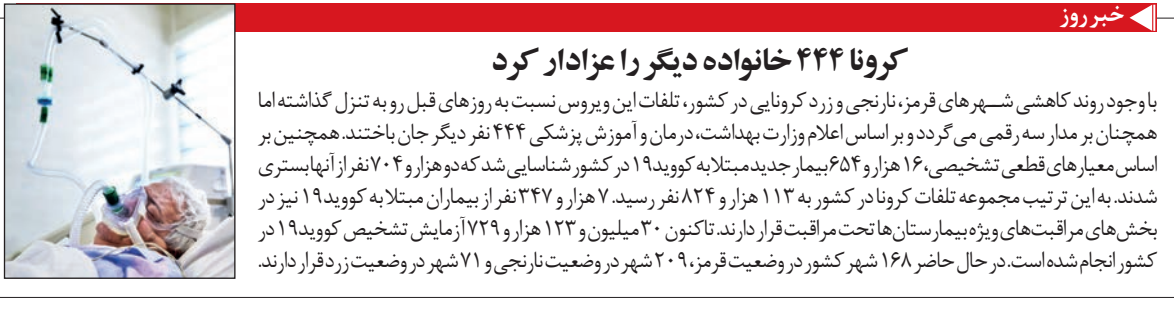 خبر روز
کرونا ۴۴۴ خانواده دیگر را عزادار کرد
با وجود روند کاهشی شهرهای قرمز، نارنجی و زرد کرونایی در کشور، تلفات این ویروس نسبت به روزهای قبل رو به تنزل گذاشته اما
همچنان بر مدار سه رقمی می گردد و بر اساس اعلام وزارت بهداشت، درمان و آموزش پزشکی ۴۴۴ نفر دیگر جان باختند. همچنین بر
اساس معیارهای قطعی تشخیصی، ۱۶ هزار و ۶۵۴ بیمار جدید مبتلا به کووید۱۹ در کشور شناسایی شد که دو هزار و ۷۰۴ نفر از آنها بستری
شدند. به این ترتیب مجموعه تلفات کرونا در کشور به ۱۱۳ هزار و ۸۲۴ نفر رسید. ۷ هزار و ۳۴۷ نفر از بیماران مبتلا به کووید۱۹ نیز در
بخش های مراقبت های ویژه بیمارستان ها تحت مراقبت قرار دارند. تاکنون ۳۰ میلیون و ۱۲۳ هزار و ۷۲۹ آزمایش تشخیص کووید۱۹ در
کشور انجام شده است. در حال حاضر ۱۶۸ شهر کشور در وضعیت قرمز، ۲۰۹ شهر در وضعیت نارنجی و ۷۱ شهر در وضعیت زرد قرار دارند.